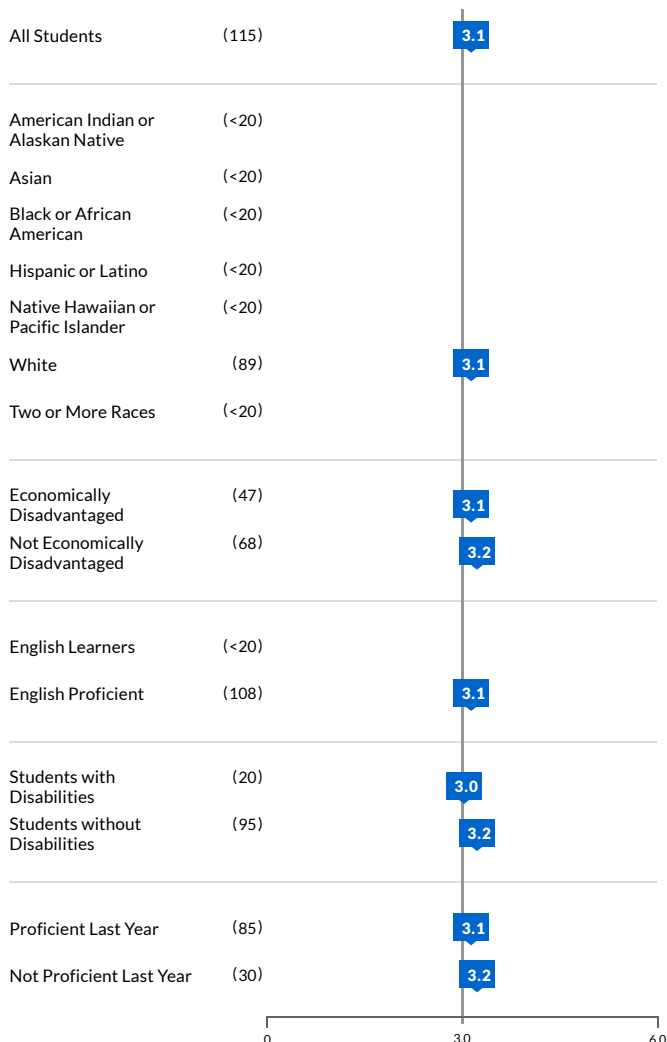 All Students (115) 3.1
American Indian or (<20)
Alaskan Native
Asian (<20)
Black or African (<20)
American
Hispanic or Latino (<20)
Native Hawaiian or (<20)
Pacific Islander
White (89) 3.1
Two or More Races (<20)
Economically (47) 3.1
Disadvantaged
Not Economically (68) 3.2
Disadvantaged
English Learners (<20)
English Proficient (108) 3.1
Students with (20) 3.0
Disabilities
Students without (95) 3.2
Disabilities
Proficient Last Year (85) 3.1
Not Proficient Last Year (30) 3.2
0 3.0 6.0